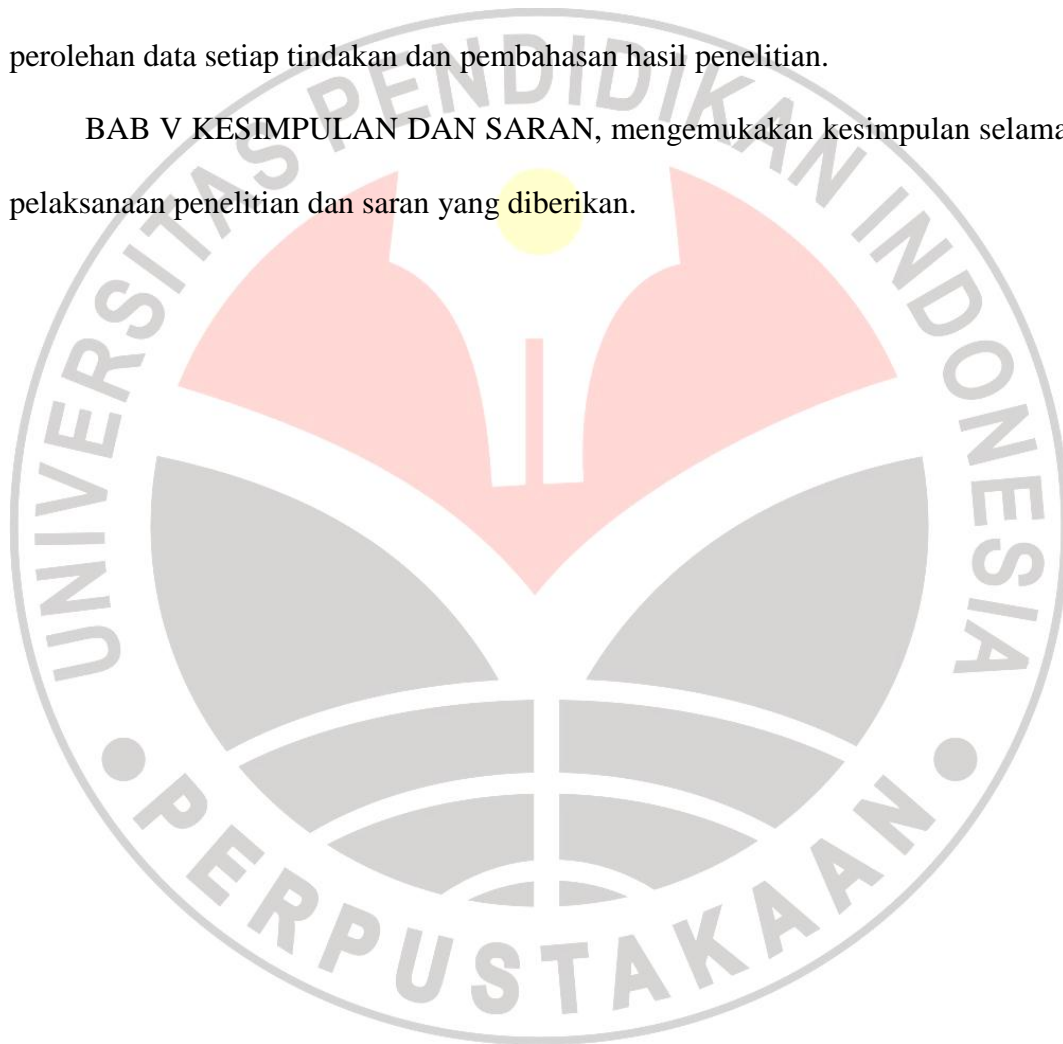 perolehan data setiap tindakan dan pembahasan hasil penelitian.
BAB V KESIMPULAN DAN SARAN, mengemukakan kesimpulan selama
pelaksanaan penelitian dan saran yang diberikan.
UNIVERSITAS PENDIDIKAN INDONESIA
PERPUSTAKAAN